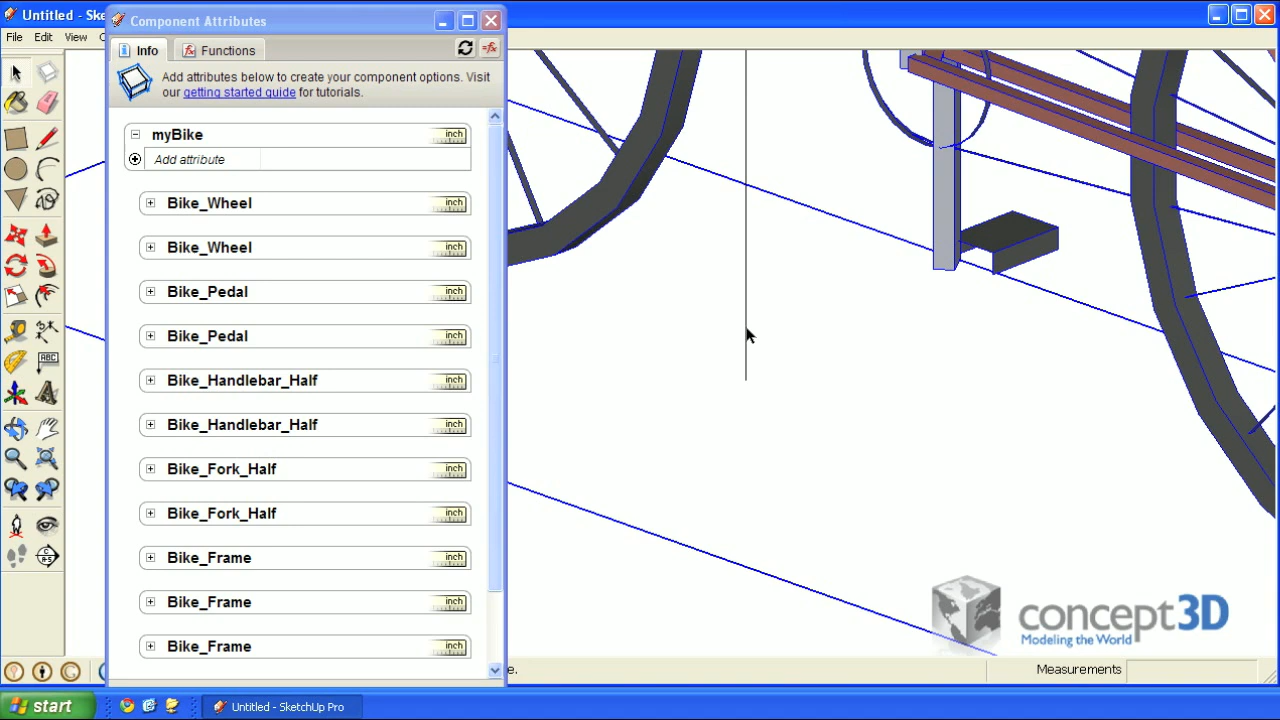 Untitled - Sk
File Edit View
Component Attributes
Info
Functions
Add attributes below to create your component options. Visit
our getting started guide for tutorials.
myBike
inch
Add attribute
Bike_Wheel
inch
Bike_Wheel
inch
Bike_Pedal
inch
Bike_Pedal
inch
Bike_Handlebar_Half
inch
Bike_Handlebar_Half
inch
Bike_Fork_Half
inch
Bike_Fork_Half
inch
Bike_Frame
inch
Bike_Frame
inch
Bike_Frame
inch
ABC
concept3D
Modeling the World
e.
Measurements
start
Untitled - SketchUp Pro